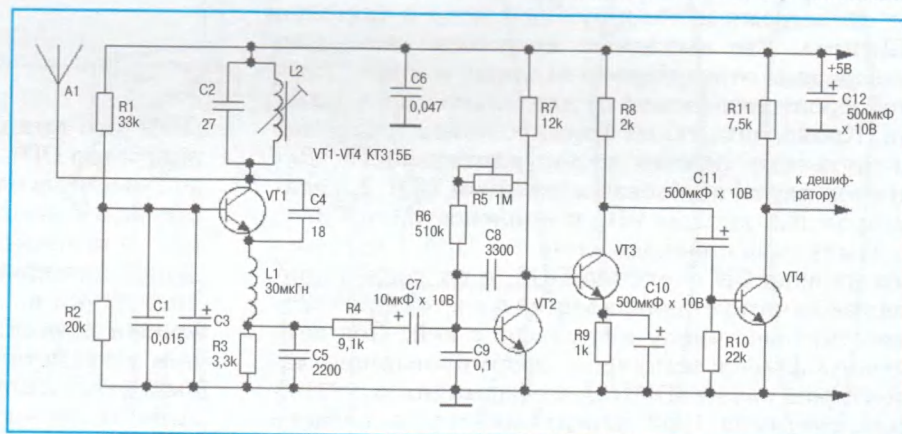 A1
R1
33k
C2
27
L2
VT1-VT4 КТ315Б
VT1
C4
18
C6
0,047
R2
20k
C1
0,015
C3
L1
30мкГн
R3
3,3k
C5
2200
R4
9,1k
C7
10мкФ x 10В
R5 1М
R6
510k
C8
3300
C9
0,1
VT2
R7
12k
R8
2k
VT3
R9
1k
C10
500мкФ x 10В
C11
500мкФ x 10В
R10
22k
VT4
R11
7,5k
к дешиф-
ратору
+5В
C12
500мкФ
x 10В